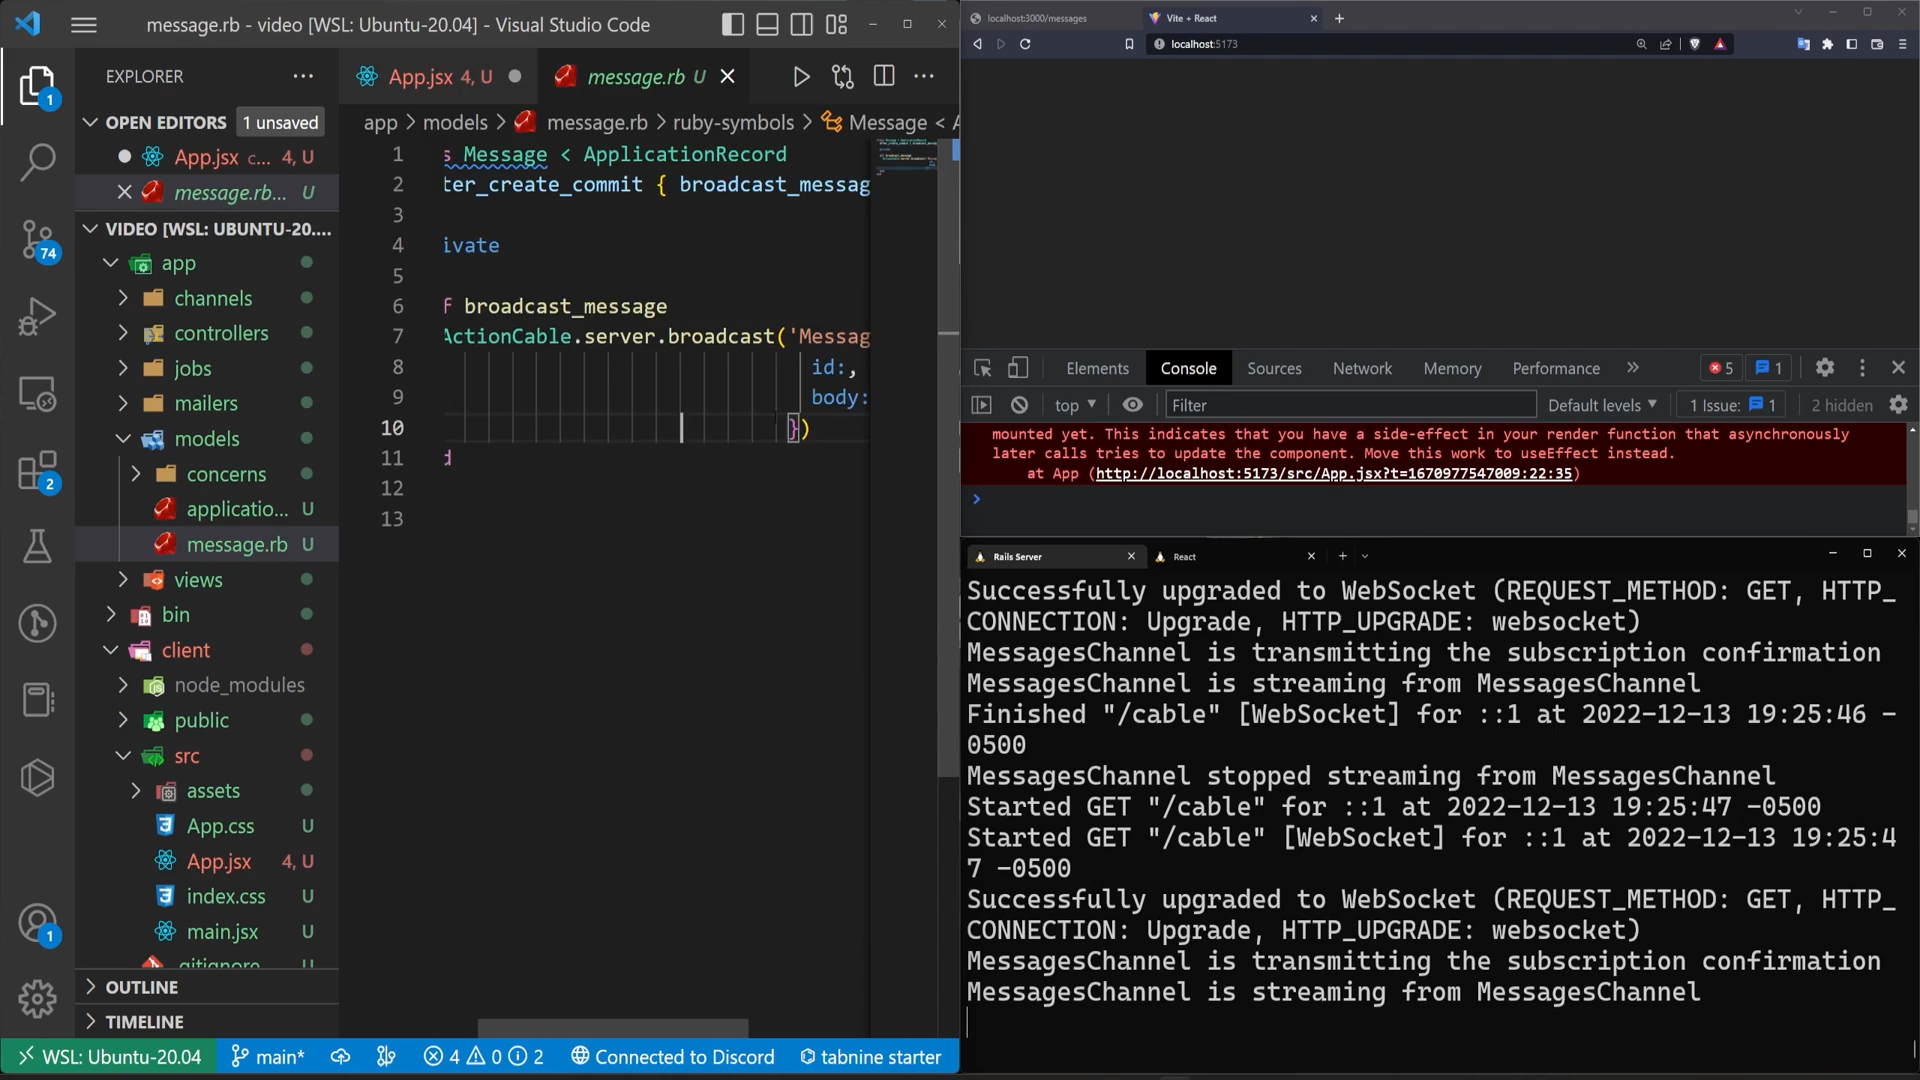 message.rb - video [WSL: Ubuntu-20.04] - Visual Studio Code
EXPLORER
OPEN EDITORS
1 unsaved
App.jsx c... 4, U
message.rb... U
VIDEO [WSL: UBUNTU-20....
app
channels
controllers
jobs
mailers
models
concerns
applicatio... U
message.rb U
views
bin
client
node_modules
public
src
assets
App.css U
App.jsx 4, U
index.css U
main.jsx U
.gitignore U
OUTLINE
TIMELINE
1
74
2
1
App.jsx 4, U
message.rb U
app > models > message.rb > ruby-symbols > Message < A
1 s Message < ApplicationRecord
2 ter_create_commit { broadcast_messag
3
4 ivate
5
6 f broadcast_message
7 ActionCable.server.broadcast('Messag
8 id:,
9 body:
10 })
11 d
12
13
WSL: Ubuntu-20.04
main*
4 0 2
Connected to Discord
tabnine starter
localhost:3000/messages
Vite + React
localhost:5173
Elements
Console
Sources
Network
Memory
Performance
5
1
top
Filter
Default levels
1 Issue: 1
2 hidden
mounted yet. This indicates that you have a side-effect in your render function that asynchronously
later calls tries to update the component. Move this work to useEffect instead.
at App (http://localhost:5173/src/App.jsx?t=1670977547009:22:35)
>
Rails Server
React
Successfully upgraded to WebSocket (REQUEST_METHOD: GET, HTTP_
CONNECTION: Upgrade, HTTP_UPGRADE: websocket)
MessagesChannel is transmitting the subscription confirmation
MessagesChannel is streaming from MessagesChannel
Finished "/cable" [WebSocket] for ::1 at 2022-12-13 19:25:46 -
0500
MessagesChannel stopped streaming from MessagesChannel
Started GET "/cable" for ::1 at 2022-12-13 19:25:47 -0500
Started GET "/cable" [WebSocket] for ::1 at 2022-12-13 19:25:4
7 -0500
Successfully upgraded to WebSocket (REQUEST_METHOD: GET, HTTP_
CONNECTION: Upgrade, HTTP_UPGRADE: websocket)
MessagesChannel is transmitting the subscription confirmation
MessagesChannel is streaming from MessagesChannel